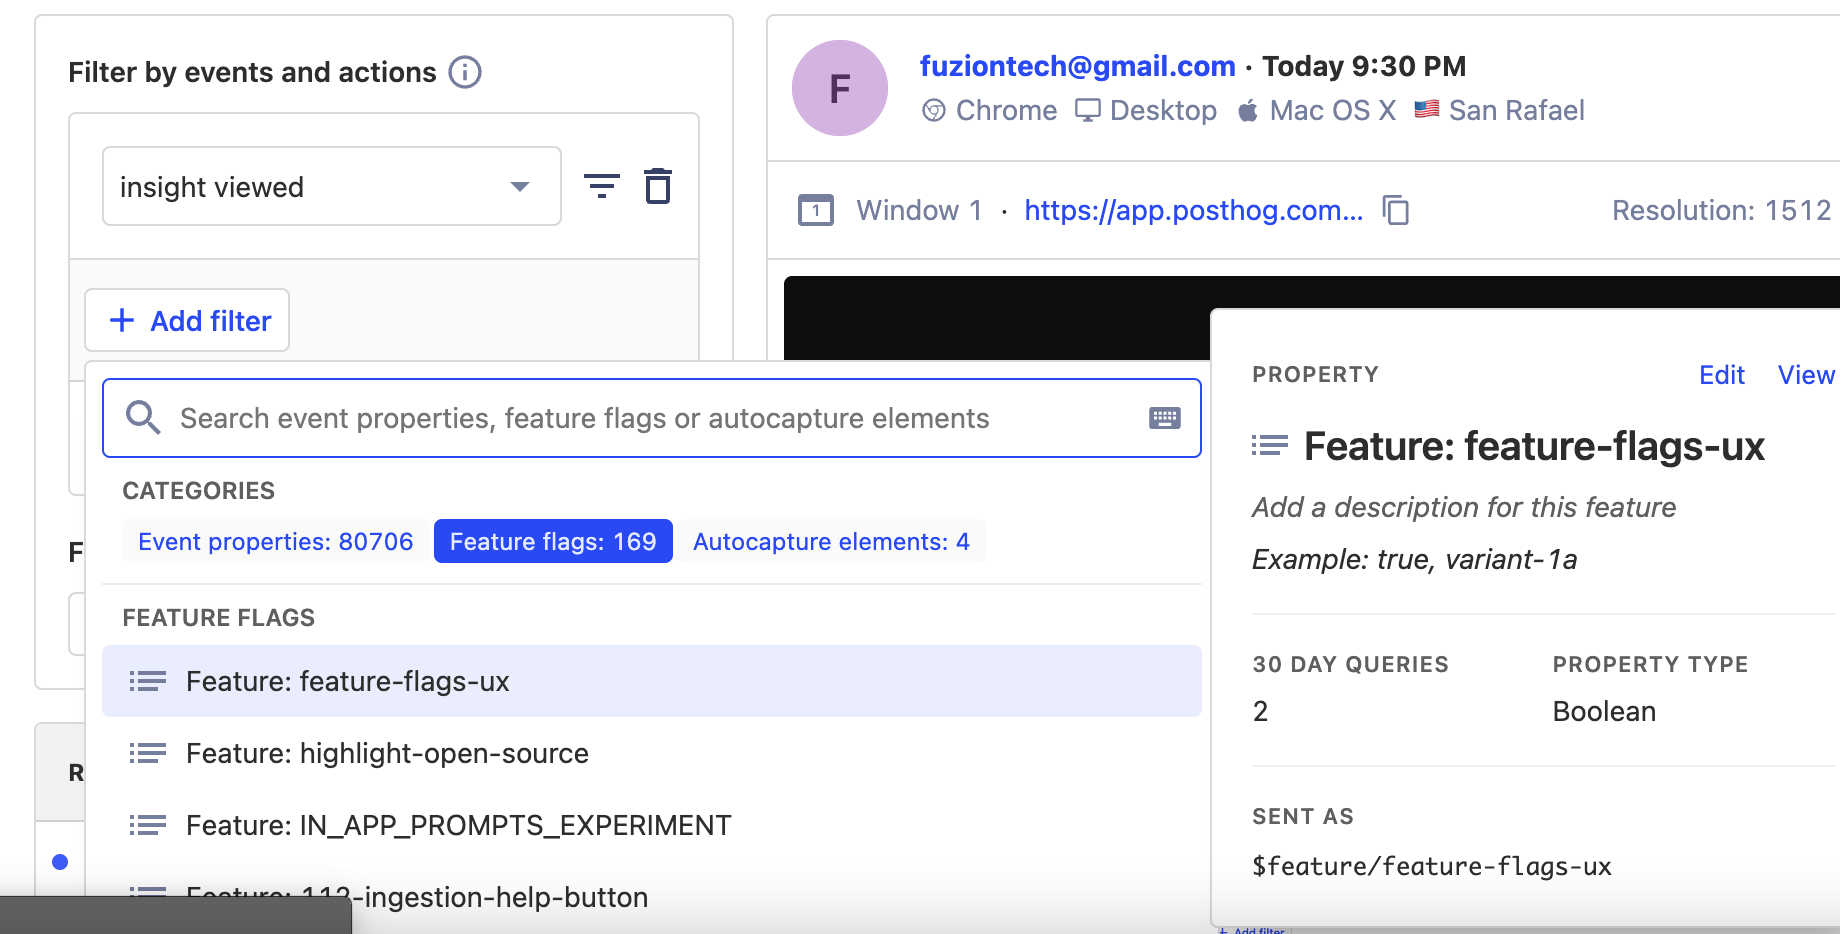 Filter by events and actions
insight viewed
Add filter
Search event properties, feature flags or autocapture elements
CATEGORIES
Event properties: 80706 Feature flags: 169 Autocapture elements: 4
FEATURE FLAGS
Feature: feature-flags-ux
Feature: highlight-open-source
Feature: IN_APP_PROMPTS_EXPERIMENT
Feature: 112-ingestion-help-button
F
R
F
fuziontech@gmail.com · Today 9:30 PM
Chrome Desktop Mac OS X San Rafael
1 Window 1 · https://app.posthog.com... Resolution: 1512
PROPERTY Edit View
Feature: feature-flags-ux
Add a description for this feature
Example: true, variant-1a
30 DAY QUERIES PROPERTY TYPE
2 Boolean
SENT AS
$feature/feature-flags-ux
+ Add filter